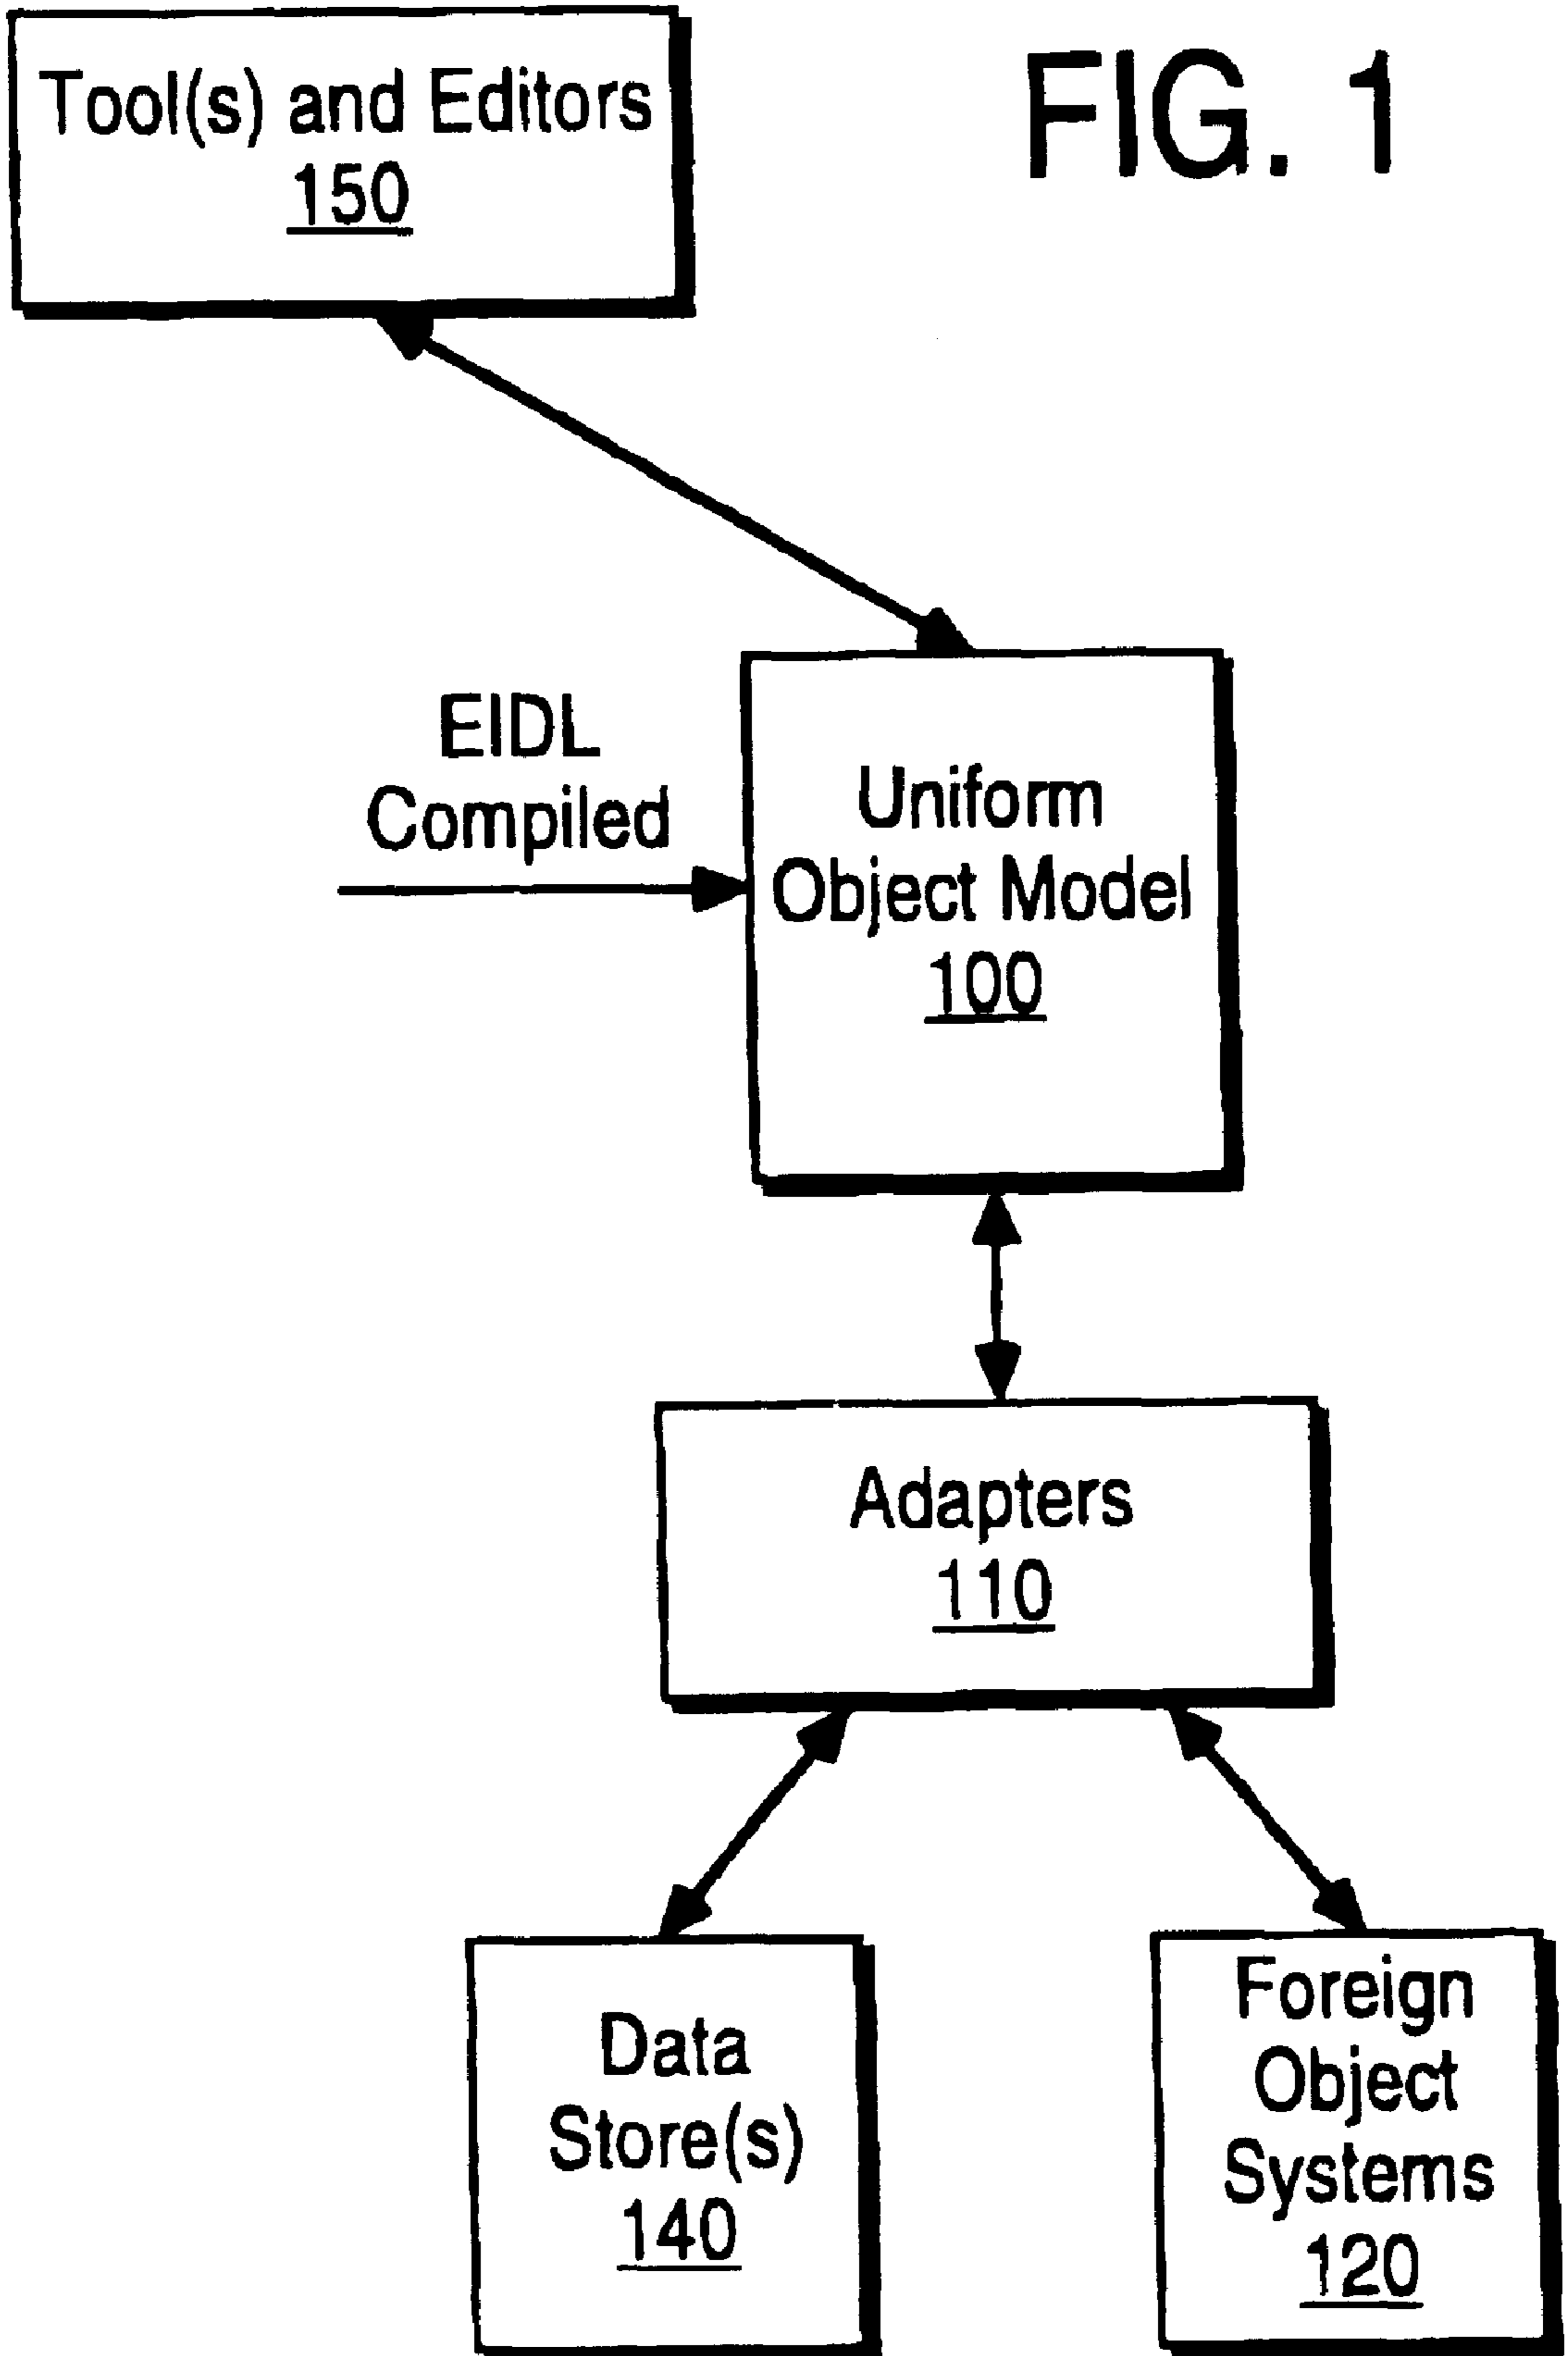 FIG. 1
Tool(s) and Editors
150
EIDL
Compiled
Uniform
Object Model
100
Adapters
110
Data
Store(s)
140
Foreign
Object
Systems
120